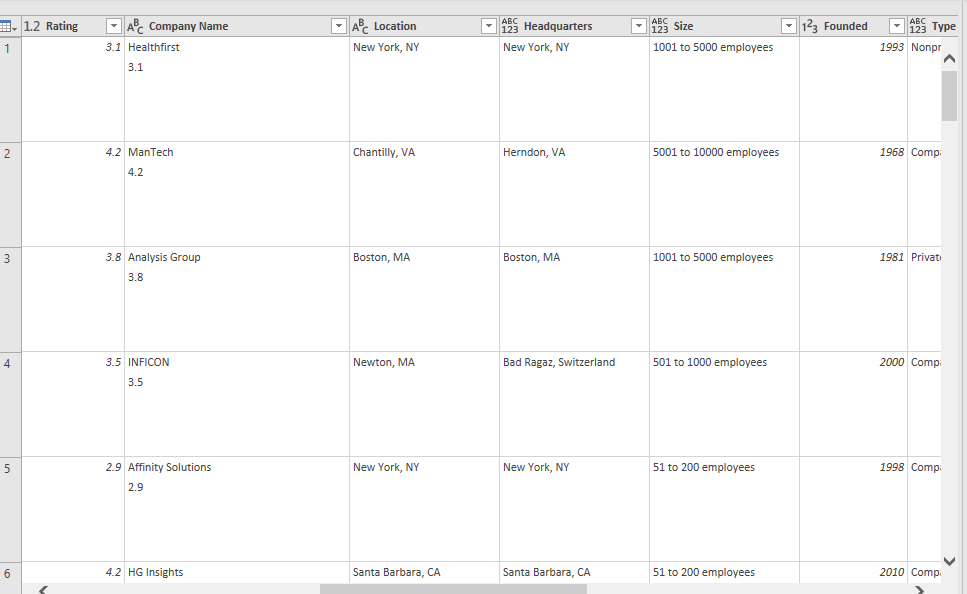 1.2 Rating ABC Company Name ABC Location ABC 123 Headquarters ABC 123 Size 123 Founded ABC 123 Type
1 3.1 Healthfirst New York, NY New York, NY 1001 to 5000 employees 1993 Nonpr
3.1
2 4.2 ManTech Chantilly, VA Herndon, VA 5001 to 10000 employees 1968 Comp
4.2
3 3.8 Analysis Group Boston, MA Boston, MA 1001 to 5000 employees 1981 Privat
3.8
4 3.5 INFICON Newton, MA Bad Ragaz, Switzerland 501 to 1000 employees 2000 Comp
3.5
5 2.9 Affinity Solutions New York, NY New York, NY 51 to 200 employees 1998 Comp
2.9
6 4.2 HG Insights Santa Barbara, CA Santa Barbara, CA 51 to 200 employees 2010 Comp